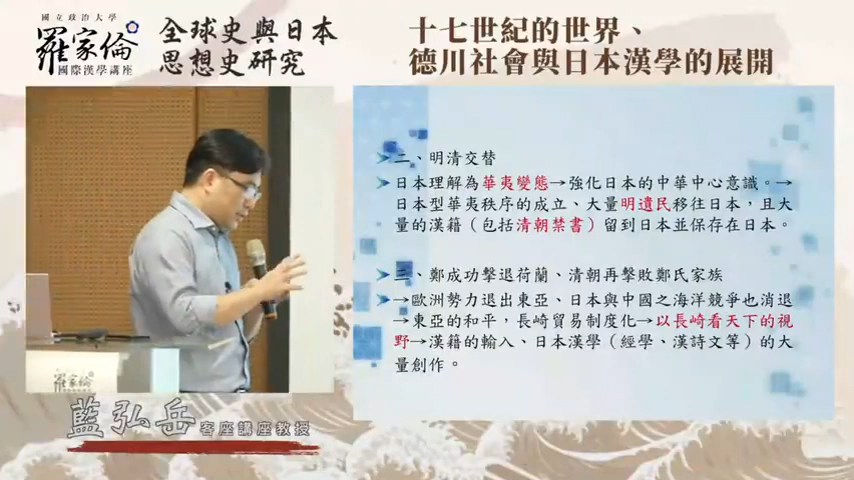 國立政治大學
羅家倫
國際漢學講座
全球史與日本
思想史研究
十七世紀的世界、
德川社會與日本漢學的展開
二、明清交替
日本理解為華夷變態→強化日本的中華中心意識。→
日本型華夷秩序的成立、大量明遺民移往日本，且大
量的漢籍（包括清朝禁書）留到日本並保存在日本。
三、鄭成功擊退荷蘭、清朝再擊敗鄭氏家族
→歐洲勢力退出東亞、日本與中國之海洋競爭也消退
→東亞的和平，長崎貿易制度化→以長崎看天下的視
野→漢籍的輸入、日本漢學（經學、漢詩文等）的大
量創作。
羅家倫
藍弘岳 客座講座教授